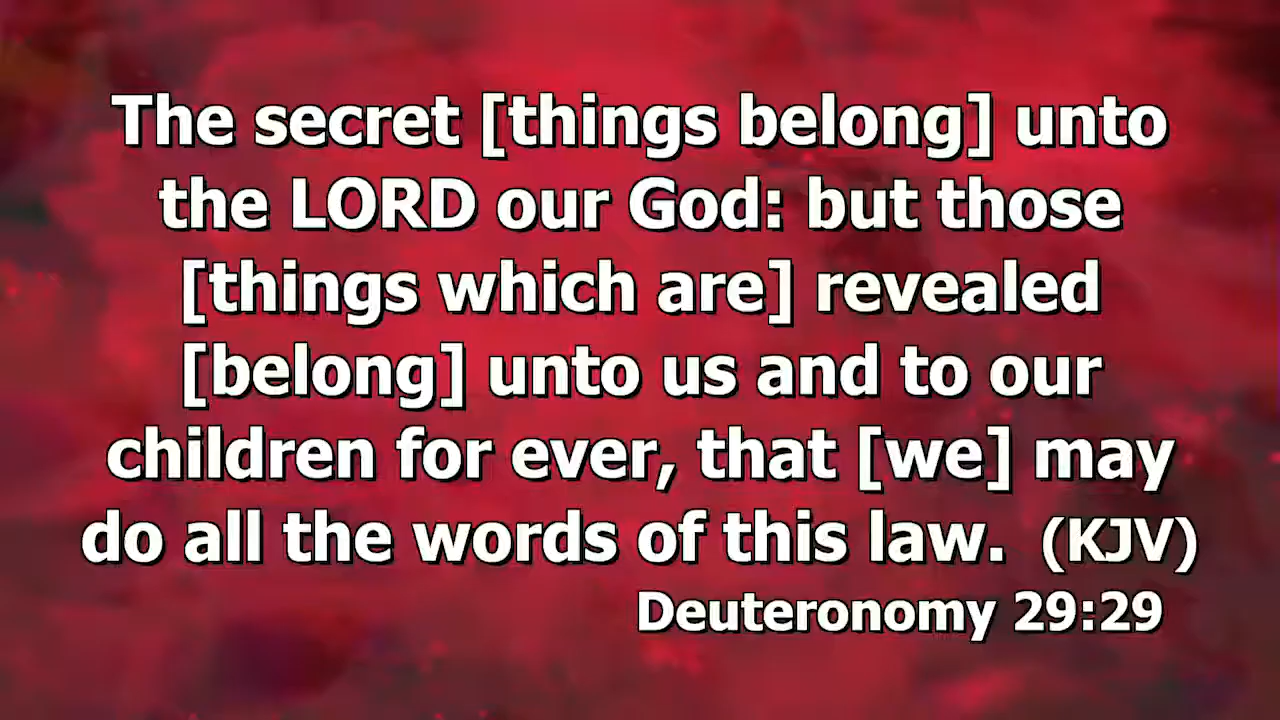 The secret [things belong] unto
the LORD our God: but those
[things which are] revealed
[belong] unto us and to our
children for ever, that [we] may
do all the words of this law. (KJV)
Deuteronomy 29:29